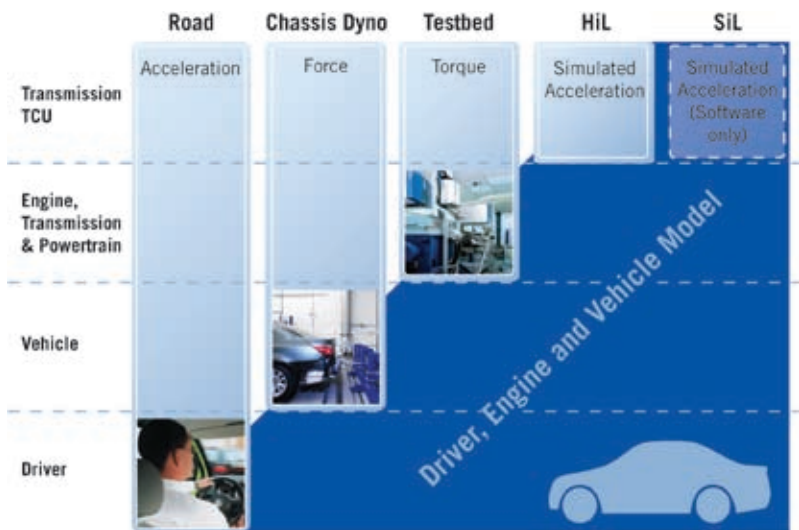 Road
Chassis Dyno
Testbed
HiL
SiL
Transmission
TCU
Acceleration
Force
Torque
Simulated
Acceleration
Simulated
Acceleration
(Software
only)
Engine,
Transmission
& Powertrain
Vehicle
Driver
Driver, Engine and Vehicle Model